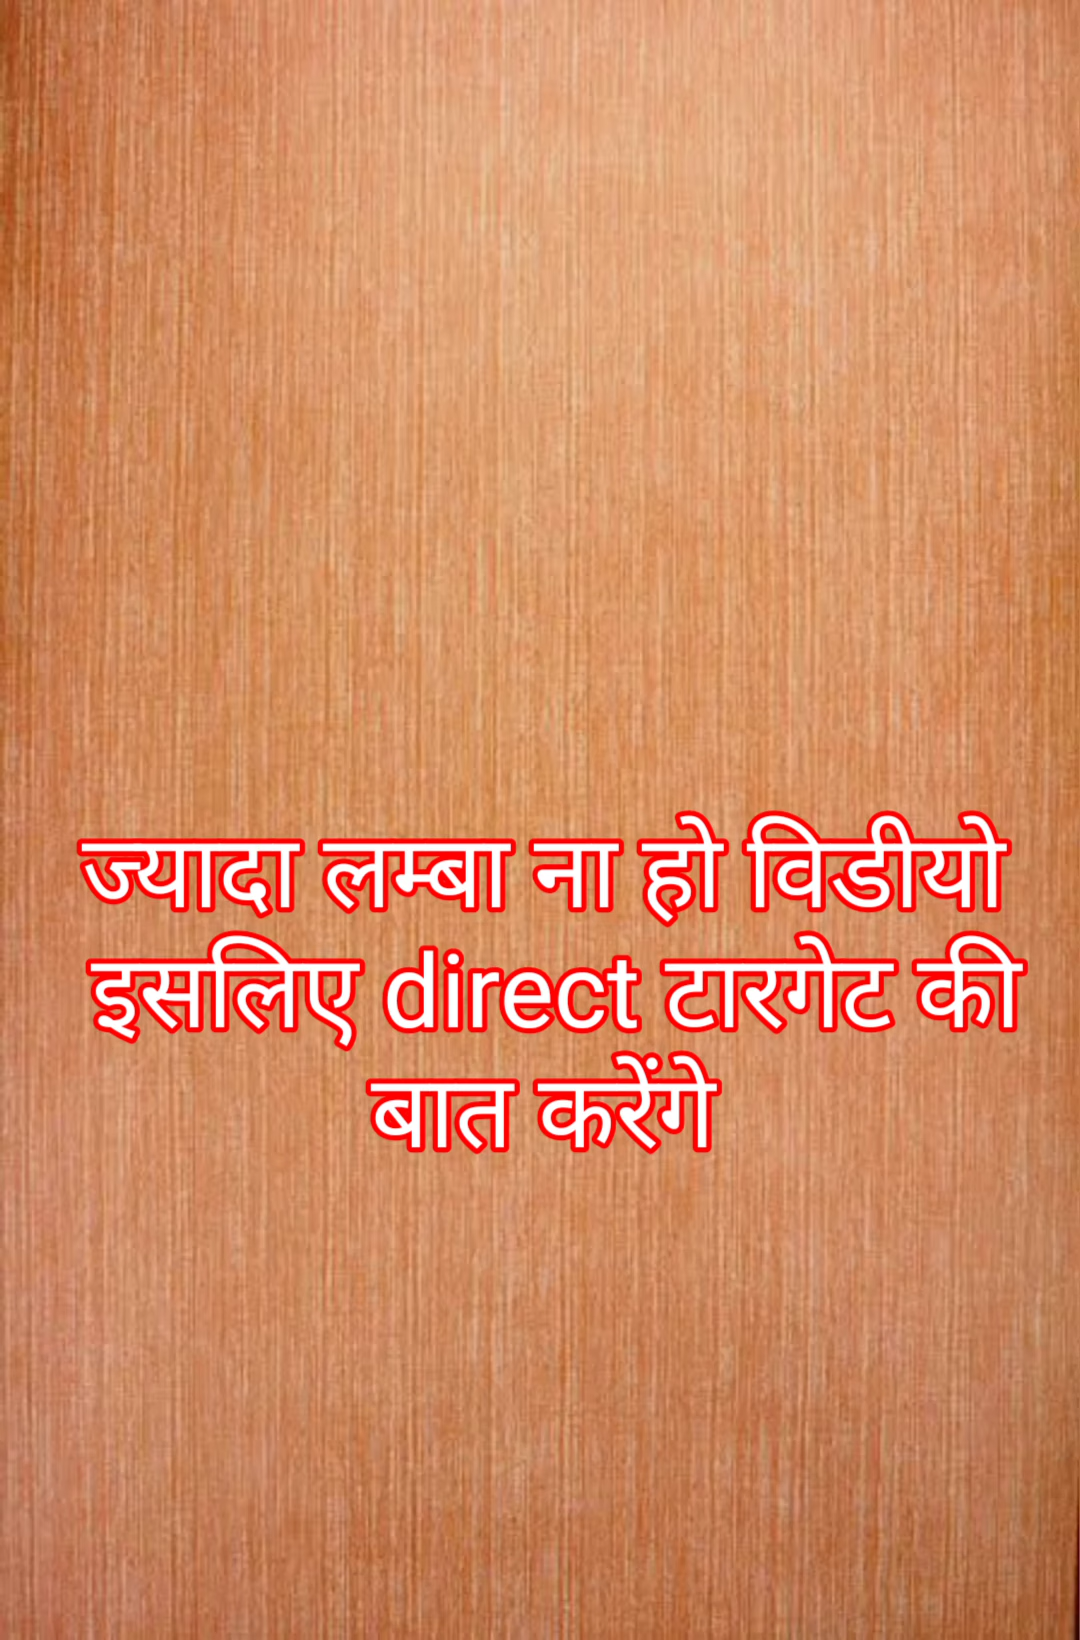 ज्यादा लम्बा ना हो विडीयो
इसलिए direct टारगेट की
बात करेंगे